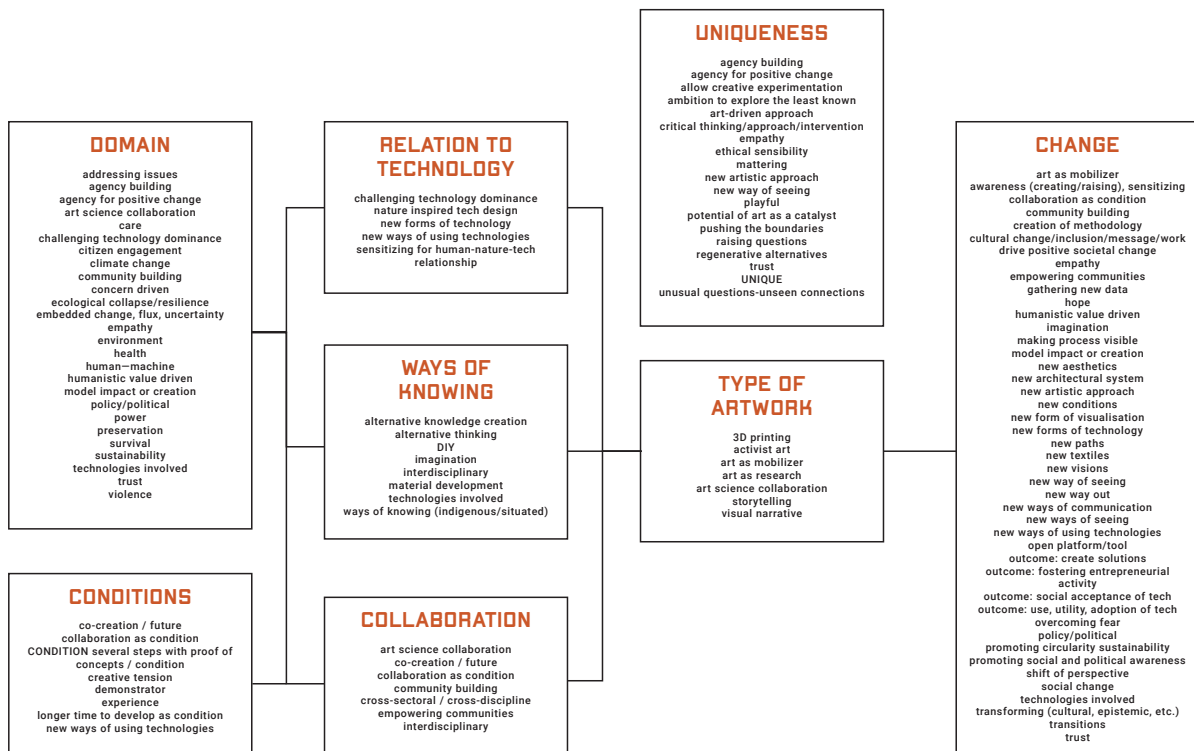 DOMAIN
addressing issues
agency building
agency for positive change
art science collaboration
care
challenging technology dominance
citizen engagement
climate change
community building
concern driven
ecological collapse/resilience
embedded change, flux, uncertainty
empathy
environment
health
human—machine
humanistic value driven
model impact or creation
policy/political
power
preservation
survival
sustainability
technologies involved
trust
violence
CONDITIONS
co-creation / future
collaboration as condition
CONDITION several steps with proof of
concepts / condition
creative tension
demonstrator
experience
longer time to develop as condition
new ways of using technologies
RELATION TO
TECHNOLOGY
challenging technology dominance
nature inspired tech design
new forms of technology
new ways of using technologies
sensitizing for human-nature-tech
relationship
WAYS OF
KNOWING
alternative knowledge creation
alternative thinking
DIY
imagination
interdisciplinary
material development
technologies involved
ways of knowing (indigenous/situated)
COLLABORATION
art science collaboration
co-creation / future
collaboration as condition
community building
cross-sectoral / cross-discipline
empowering communities
interdisciplinary
UNIQUENESS
agency building
agency for positive change
allow creative experimentation
ambition to explore the least known
art-driven approach
critical thinking/approach/intervention
empathy
ethical sensibility
mattering
new artistic approach
new way of seeing
playful
potential of art as a catalyst
pushing the boundaries
raising questions
regenerative alternatives
trust
UNIQUE
unusual questions-unseen connections
TYPE OF
ARTWORK
3D printing
activist art
art as mobilizer
art as research
art science collaboration
storytelling
visual narrative
CHANGE
art as mobilizer
awareness (creating/raising), sensitizing
collaboration as condition
community building
creation of methodology
cultural change/inclusion/message/work
drive positive societal change
empathy
empowering communities
gathering new data
hope
humanistic value driven
imagination
making process visible
model impact or creation
new aesthetics
new architectural system
new artistic approach
new conditions
new form of visualisation
new forms of technology
new paths
new textiles
new visions
new way of seeing
new way out
new ways of communication
new ways of seeing
new ways of using technologies
open platform/tool
outcome: create solutions
outcome: fostering entrepreneurial
activity
outcome: social acceptance of tech
outcome: use, utility, adoption of tech
overcoming fear
policy/political
promoting circularity sustainability
promoting social and political awareness
shift of perspective
social change
technologies involved
transforming (cultural, epistemic, etc.)
transitions
trust